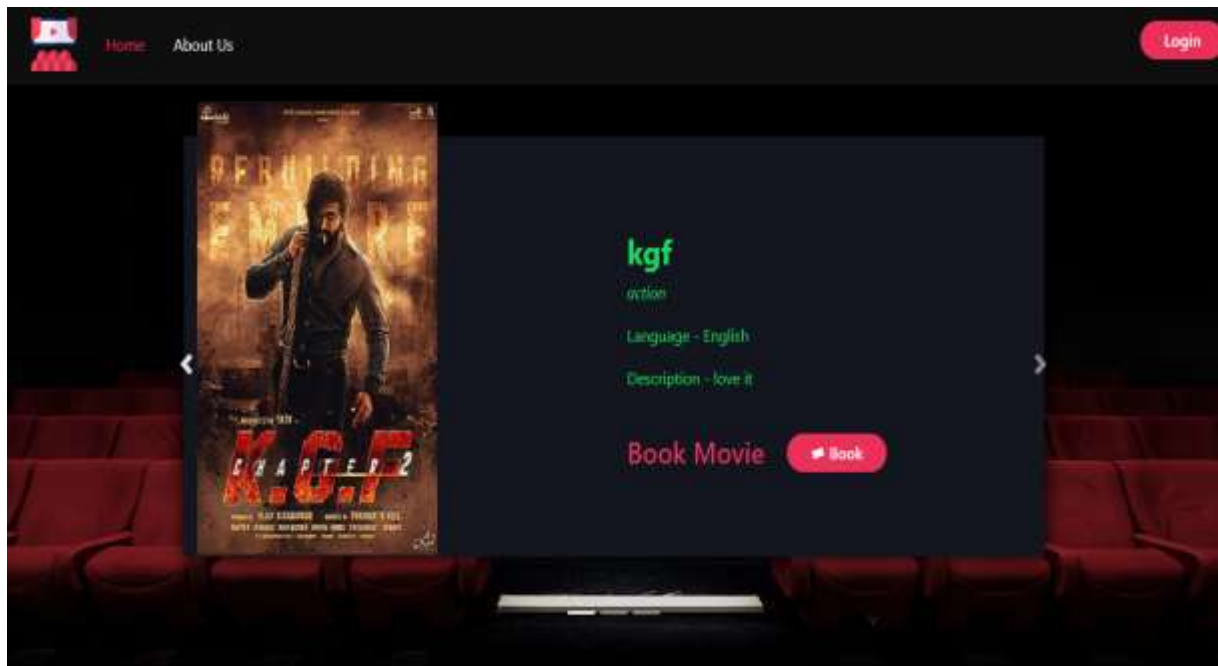 Home
About Us
Login
REBUILDING
EMPIRE
kgf
action
Language - English
Description - love it
K.G.F
CHAPTER 2
Book Movie
Book